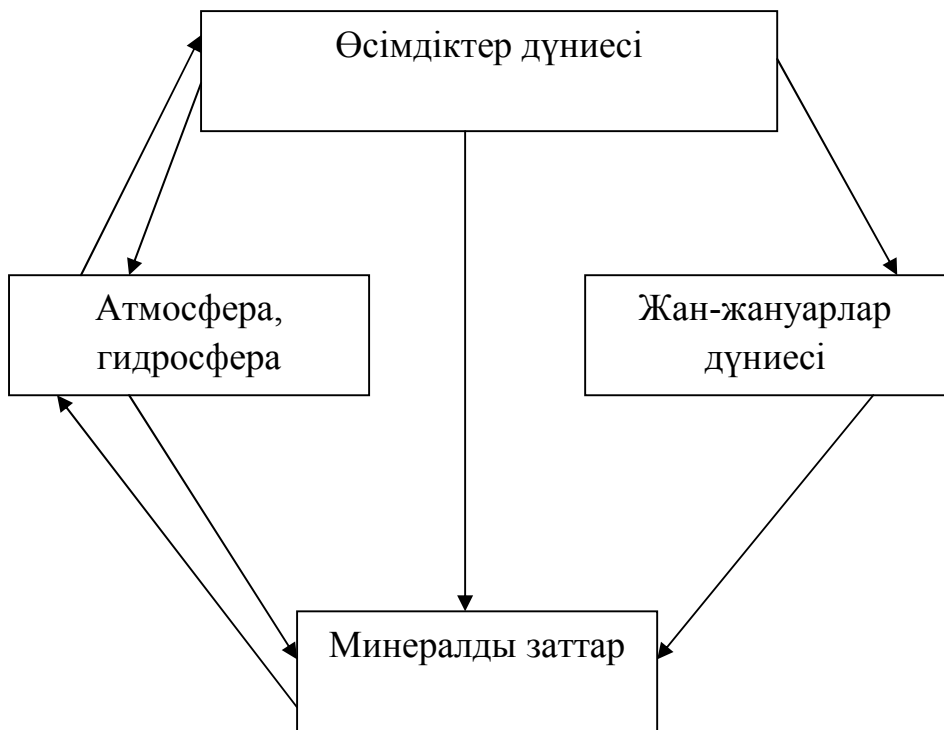 Өсімдіктер дүниесі
Атмосфера,
гидросфера
Жан-жануарлар
дүниесі
Минералды заттар